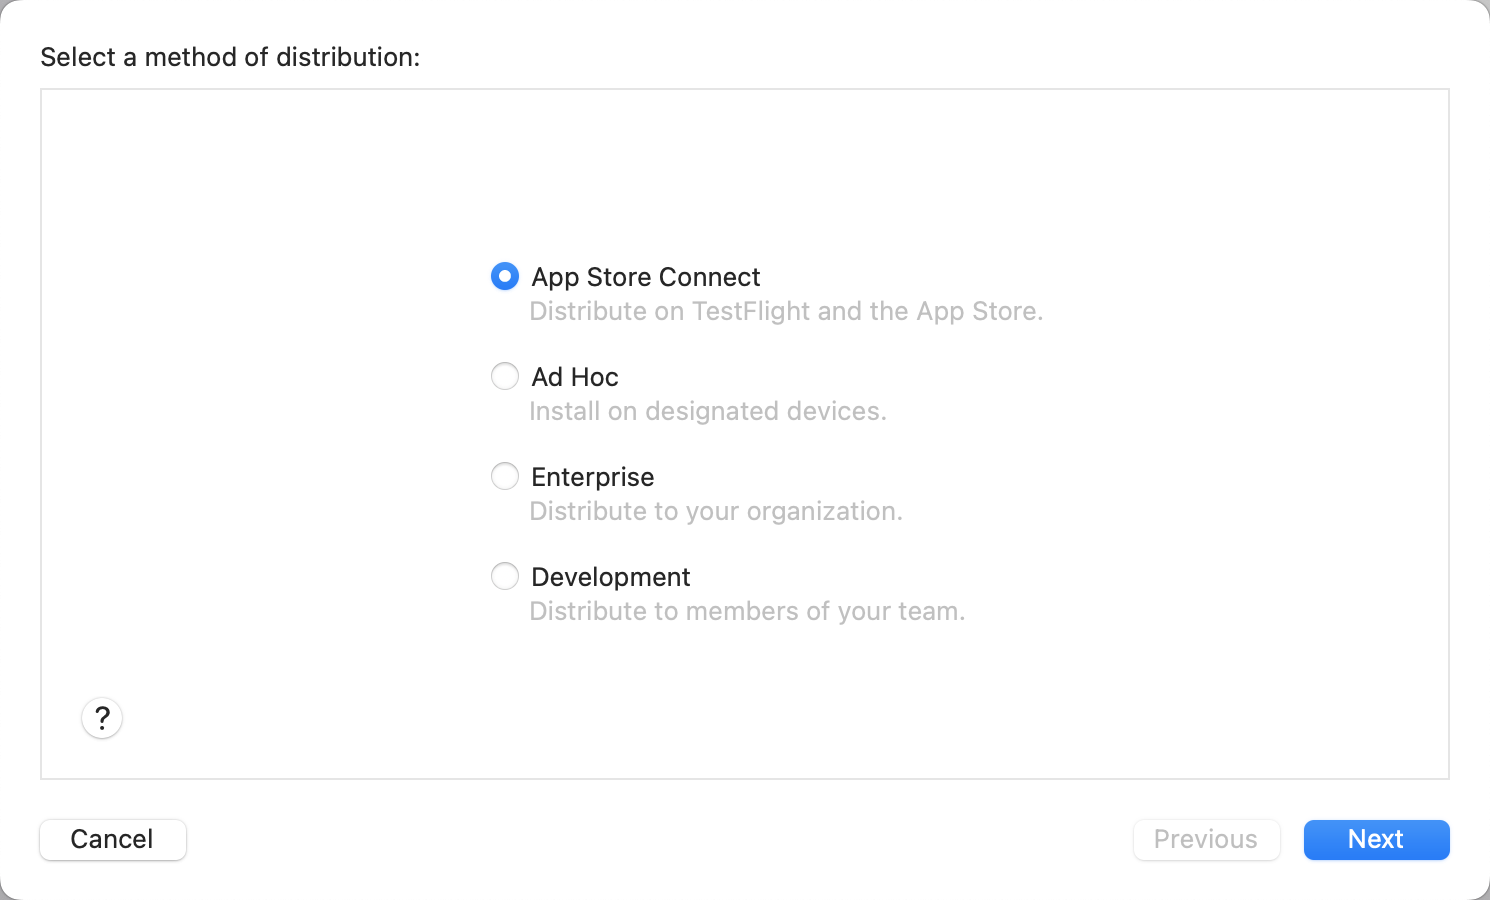 Select a method of distribution:
App Store Connect
Distribute on TestFlight and the App Store.
Ad Hoc
Install on designated devices.
Enterprise
Distribute to your organization.
Development
Distribute to members of your team.
?
Cancel
Previous
Next